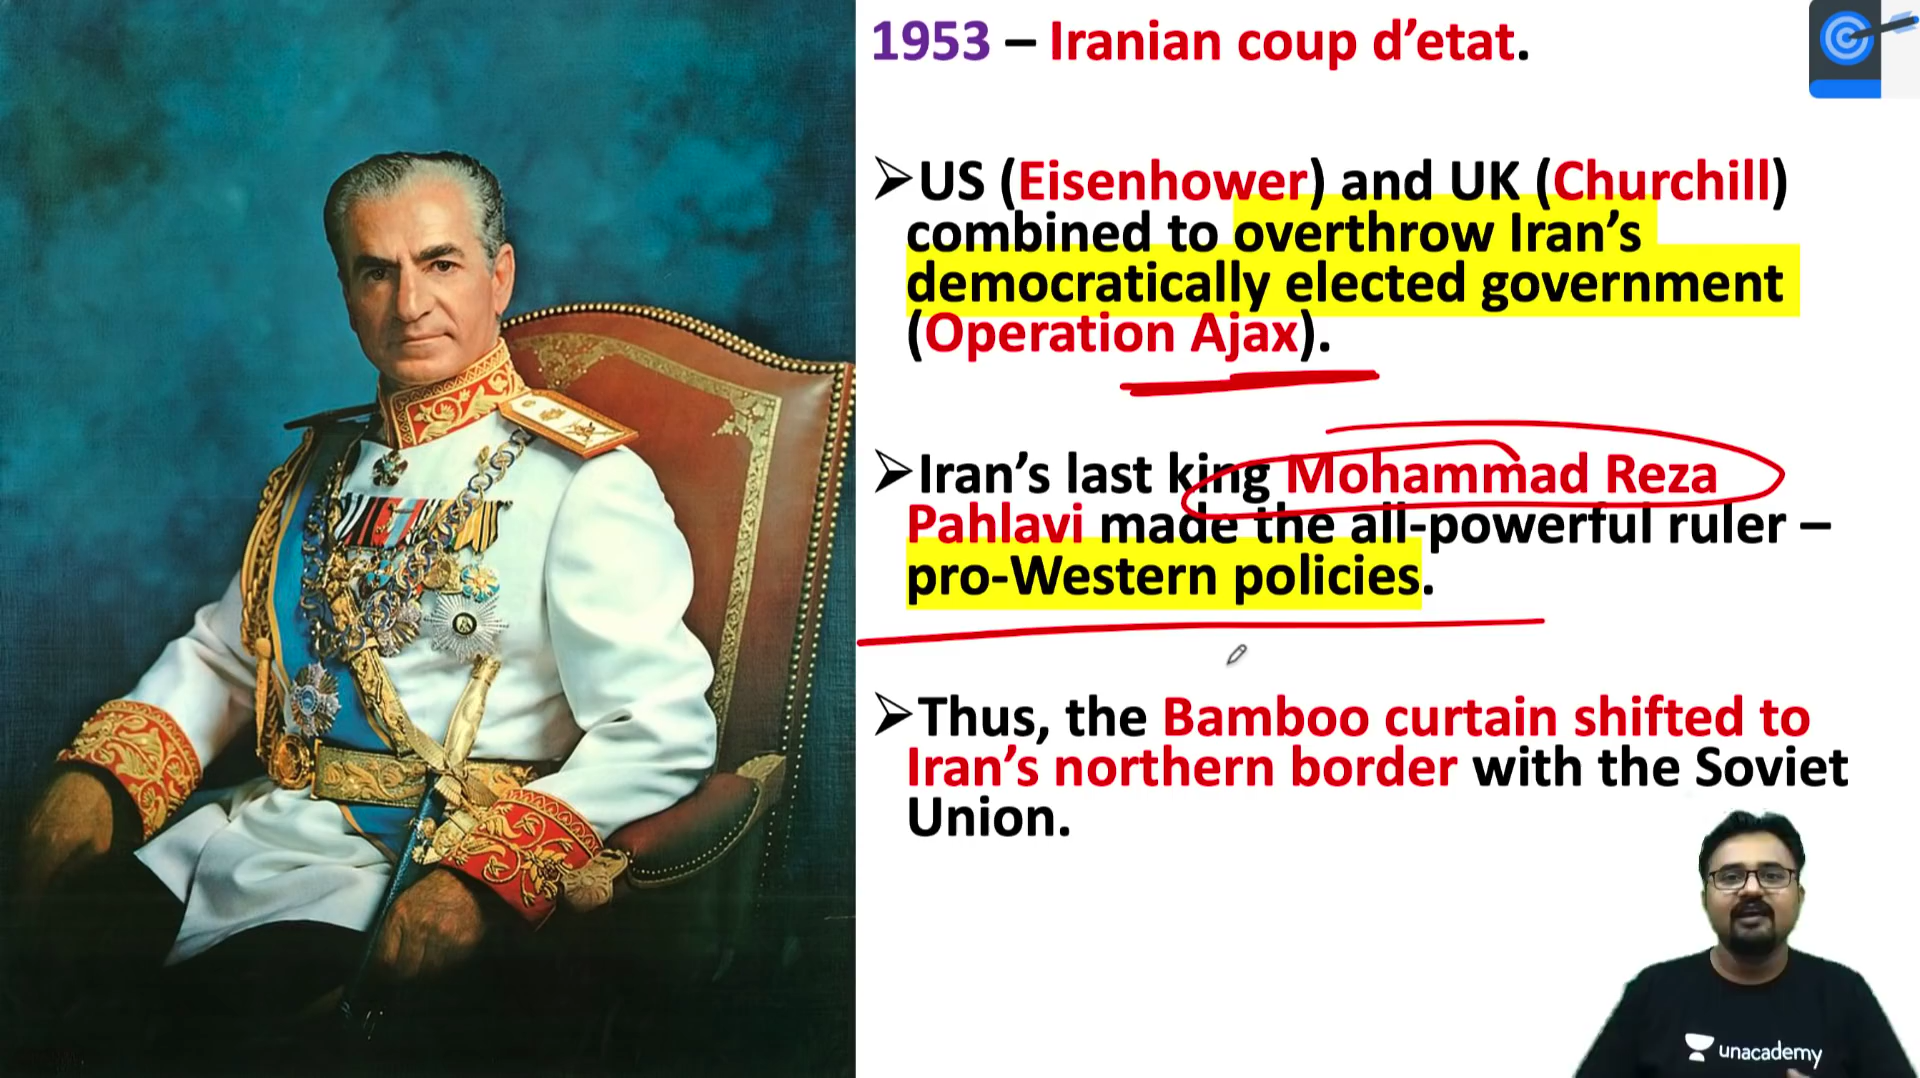 1953 – Iranian coup d’etat.
➢US (Eisenhower) and UK (Churchill)
combined to overthrow Iran’s
democratically elected government
(Operation Ajax).
➢Iran’s last king Mohammad Reza
Pahlavi made the all-powerful ruler –
pro-Western policies.
➢Thus, the Bamboo curtain shifted to
Iran’s northern border with the Soviet
Union.
unacademy